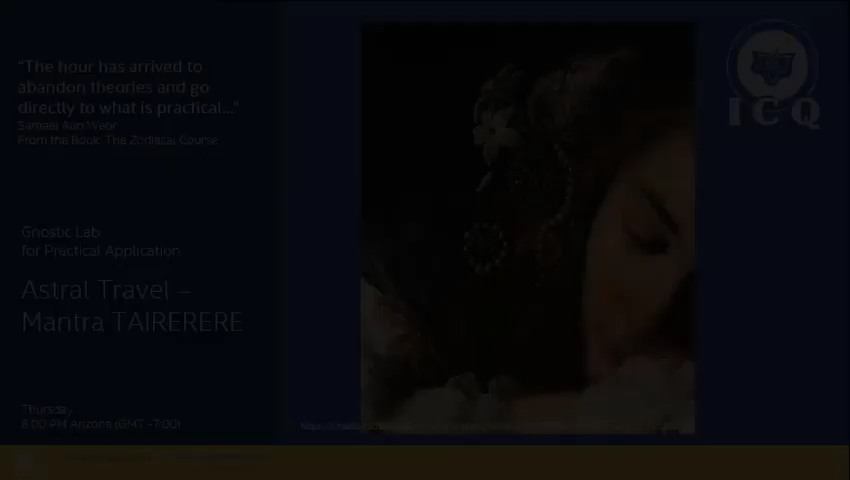 "The hour has arrived to
abandon theories and go
directly to what is practical..."
Samael Aun Weor
From the Book: The Zodiacal Course
ICQ
Gnostic Lab
for Practical Application
Astral Travel –
Mantra TAIRERERE
Thursday
8:00 PM Arizona (GMT -7:00)